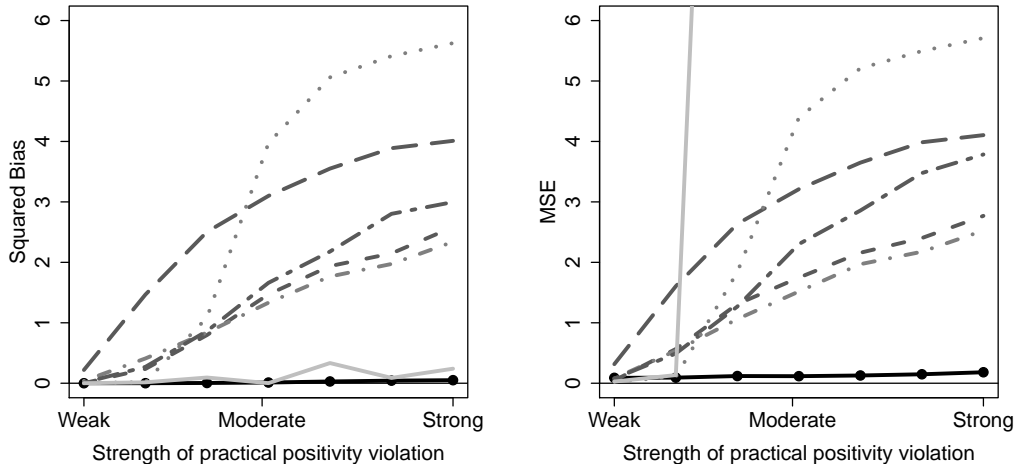 6
5
4
3
2
1
0
Squared Bias
Weak Moderate Strong
Strength of practical positivity violation
6
5
4
3
2
1
0
MSE
Weak Moderate Strong
Strength of practical positivity violation